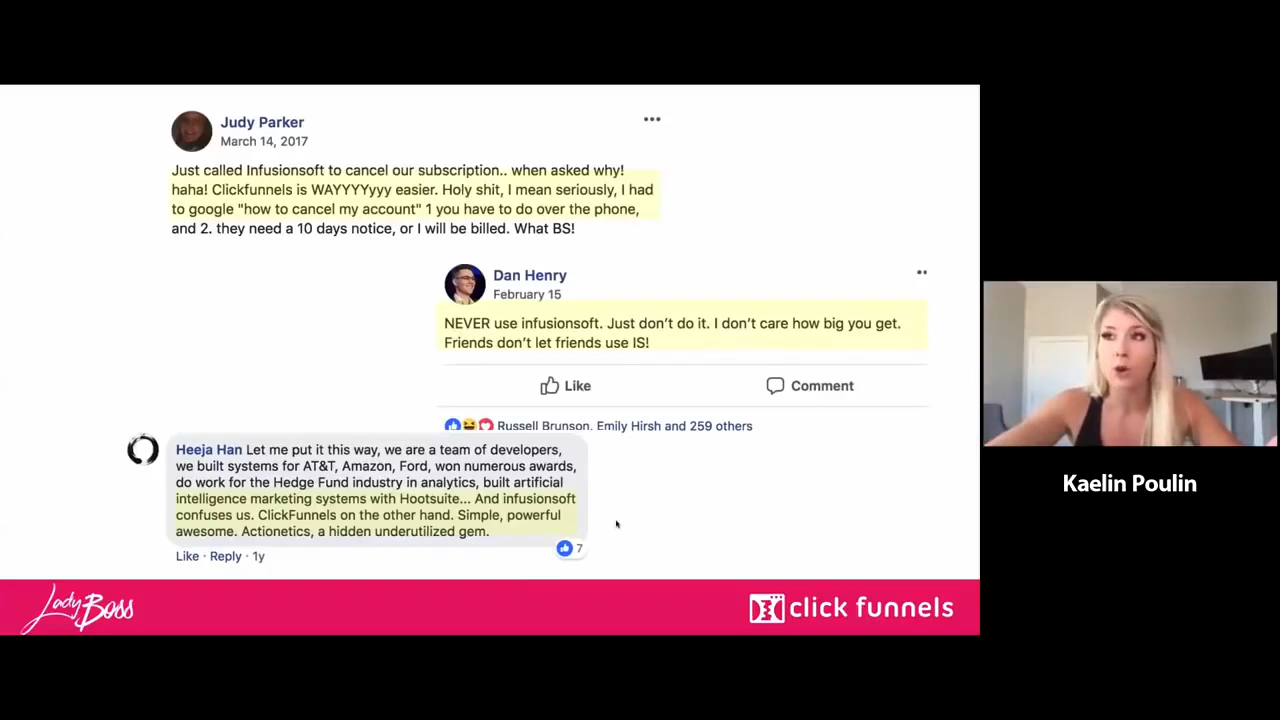 Judy Parker
March 14, 2017
Just called Infusionsoft to cancel our subscription.. when asked why!
haha! Clickfunnels is WAYYYYyyy easier. Holy shit, I mean seriously, I had
to google "how to cancel my account" 1 you have to do over the phone,
and 2. they need a 10 days notice, or I will be billed. What BS!
Dan Henry
February 15
NEVER use infusionsoft. Just don’t do it. I don’t care how big you get.
Friends don’t let friends use IS!
Like
Comment
Russell Brunson, Emily Hirsh and 259 others
Heeja Han Let me put it this way, we are a team of developers,
we built systems for AT&T, Amazon, Ford, won numerous awards,
do work for the Hedge Fund industry in analytics, built artificial
intelligence marketing systems with Hootsuite... And infusionsoft
confuses us. ClickFunnels on the other hand. Simple, powerful
awesome. Actionetics, a hidden underutilized gem.
7
Like · Reply · 1y
Lady Boss
click funnels
Kaelin Poulin